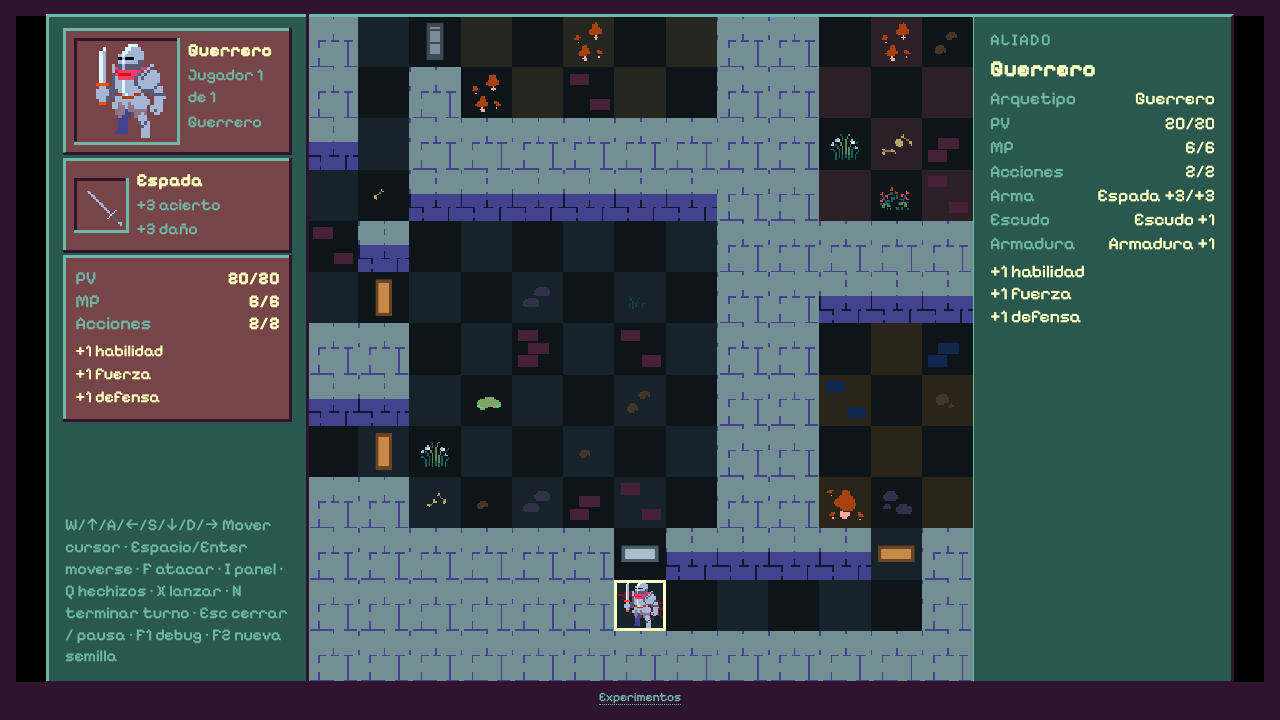 Guerrero
Jugador 1
de 1
Guerrero
Espada
+3 acierto
+3 daño
PV 20/20
MP 6/6
Acciones 2/2
+1 habilidad
+1 fuerza
+1 defensa
W/↑/A/←/S/↓/D/→ Mover
cursor · Espacio/Enter
moverse · F atacar · I panel ·
Q hechizos · X lanzar · N
terminar turno · Esc cerrar
/ pausa · F1 debug · F2 nueva
semilla
ALIADO
Guerrero
Arquetipo Guerrero
PV 20/20
MP 6/6
Acciones 2/2
Arma Espada +3/+3
Escudo Escudo +1
Armadura Armadura +1
+1 habilidad
+1 fuerza
+1 defensa
Experimentos